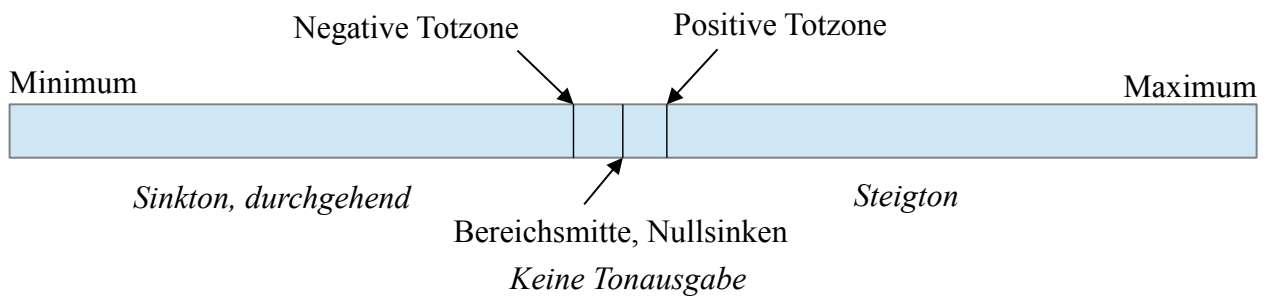 Negative Totzone
Positive Totzone
Minimum
Maximum
Sinkton, durchgehend
Steigton
Bereichsmitte, Nullsinken
Keine Tonausgabe